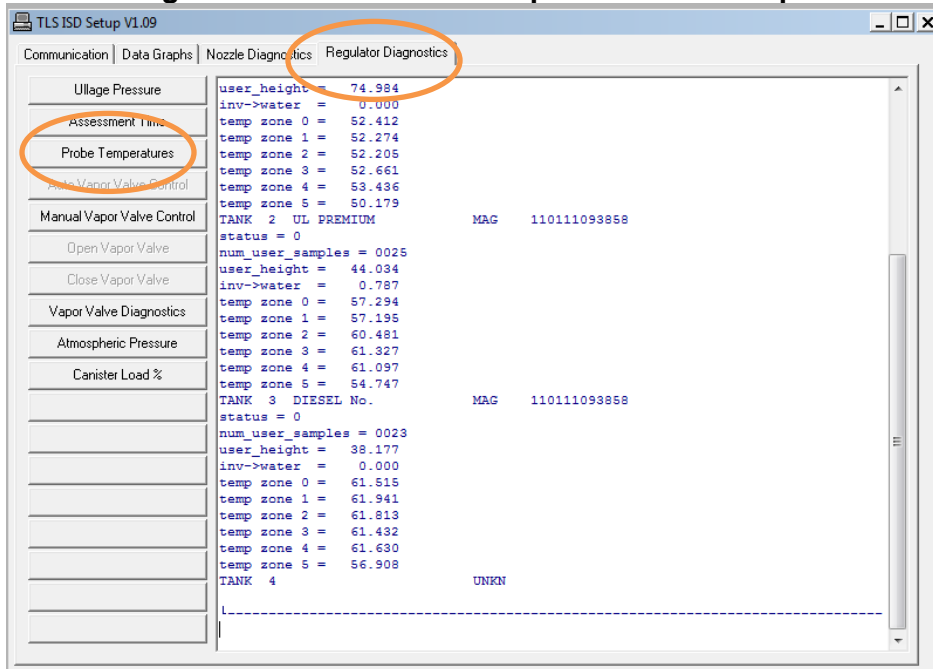 TLS ISD Setup V1.09
Communication Data Graphs Nozzle Diagnostics Regulator Diagnostics
Ullage Pressure
Assessment Time
Probe Temperatures
Auto Vapor Valve Control
Manual Vapor Valve Control
Open Vapor Valve
Close Vapor Valve
Vapor Valve Diagnostics
Atmospheric Pressure
Canister Load %
user_height = 74.984
inv->water = 0.000
temp zone 0 = 52.412
temp zone 1 = 52.274
temp zone 2 = 52.205
temp zone 3 = 52.661
temp zone 4 = 53.436
temp zone 5 = 50.179
TANK 2 UL PREMIUM MAG 110111093858
status = 0
num_user_samples = 0025
user_height = 44.034
inv->water = 0.787
temp zone 0 = 57.294
temp zone 1 = 57.195
temp zone 2 = 60.481
temp zone 3 = 61.327
temp zone 4 = 61.097
temp zone 5 = 54.747
TANK 3 DIESEL No. MAG 110111093858
status = 0
num_user_samples = 0023
user_height = 38.177
inv->water = 0.000
temp zone 0 = 61.515
temp zone 1 = 61.941
temp zone 2 = 61.813
temp zone 3 = 61.432
temp zone 4 = 61.630
temp zone 5 = 56.908
TANK 4 UNKN